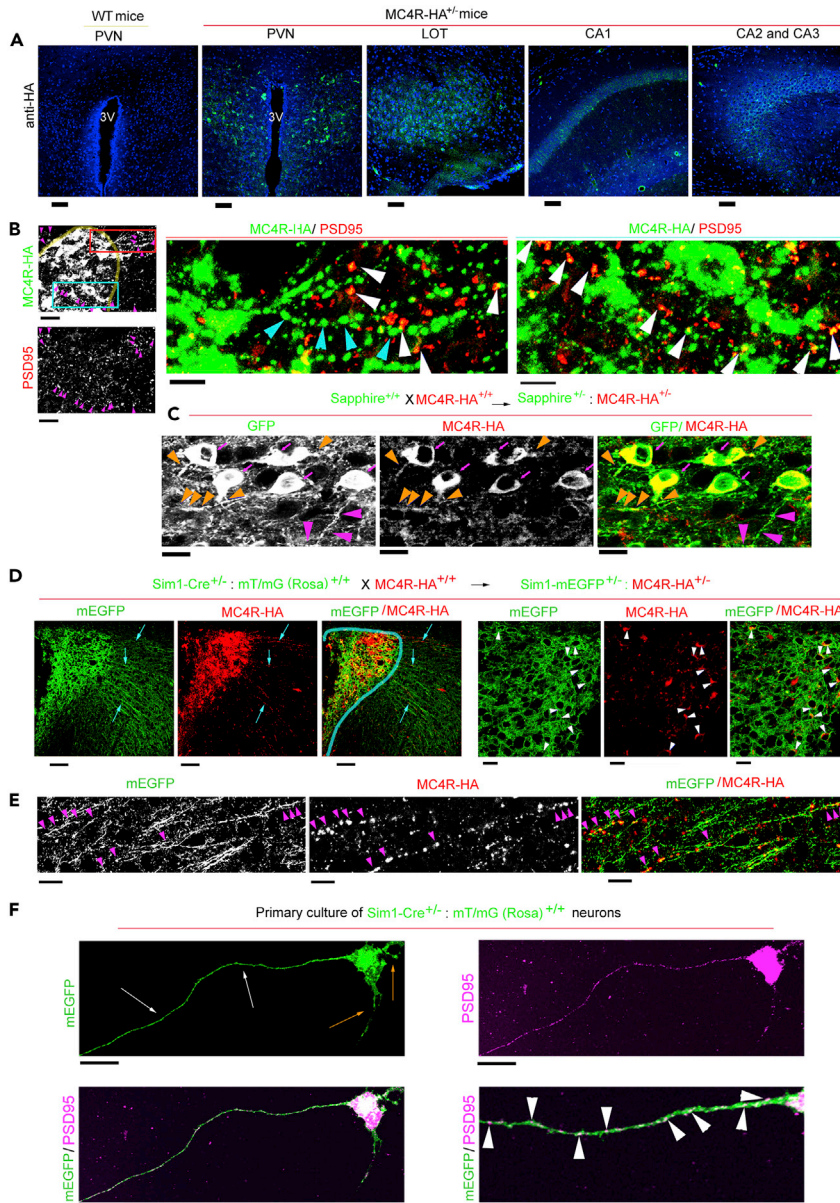 WT mice
MC4R-HA+/- mice
A
PVN
PVN
LOT
CA1
CA2 and CA3
anti-HA
3V
3V
B
MC4R-HA
PSD95
MC4R-HA/ PSD95
MC4R-HA/ PSD95
Sapphire+/+ X MC4R-HA+/+ → Sapphire+/- : MC4R-HA+/-
C
GFP
MC4R-HA
GFP/ MC4R-HA
D
Sim1-Cre+/- : mT/mG (Rosa)+/+ X MC4R-HA+/+ → Sim1-mEGFP+/- : MC4R-HA+/-
mEGFP
MC4R-HA
mEGFP/MC4R-HA
mEGFP
MC4R-HA
mEGFP/MC4R-HA
E
mEGFP
MC4R-HA
mEGFP/MC4R-HA
F
Primary culture of Sim1-Cre+/- : mT/mG (Rosa)+/+ neurons
mEGFP
PSD95
mEGFP/PSD95
mEGFP/PSD95